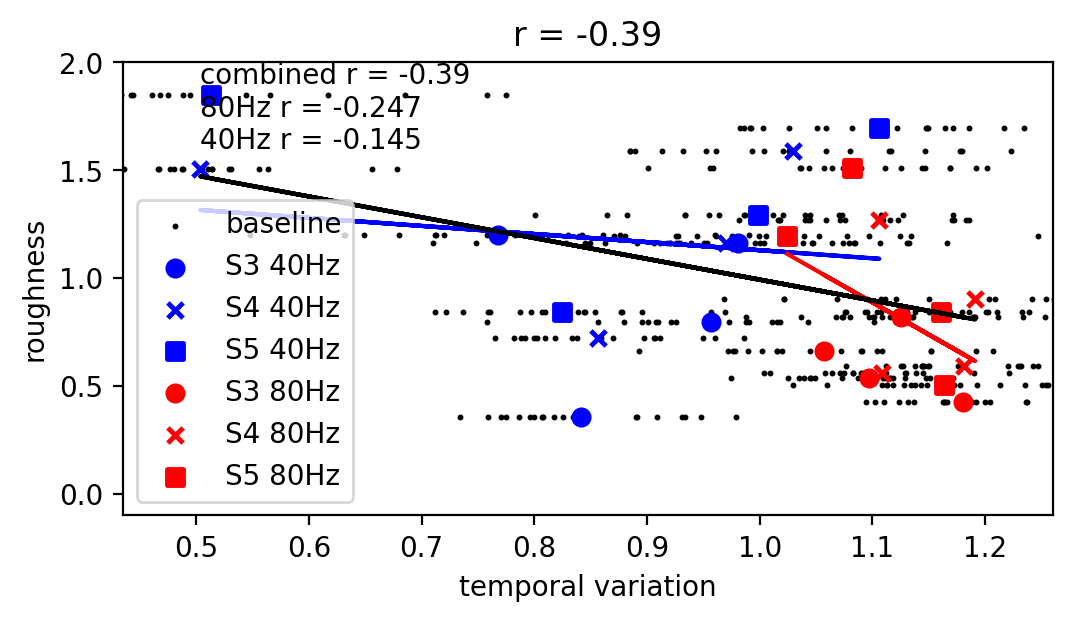 r = -0.39
combined r = -0.39
80Hz r = -0.247
40Hz r = -0.145
2.0
1.5
1.0
0.5
0.0
roughness
baseline
S3 40Hz
S4 40Hz
S5 40Hz
S3 80Hz
S4 80Hz
S5 80Hz
0.5 0.6 0.7 0.8 0.9 1.0 1.1 1.2
temporal variation